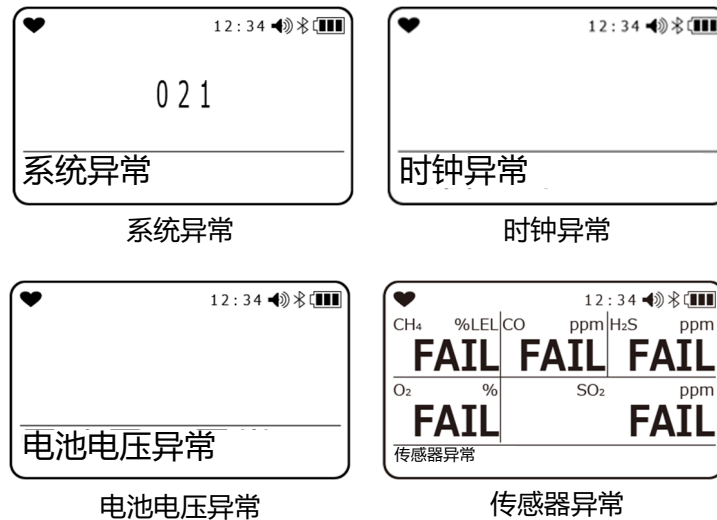 12:34
021
系统异常
系统异常
12:34
时钟异常
时钟异常
12:34
电池电压异常
电池电压异常
12:34
CH₄ %LEL CO ppm H₂S ppm
FAIL FAIL FAIL
O₂ % SO₂ ppm
FAIL FAIL
传感器异常
传感器异常